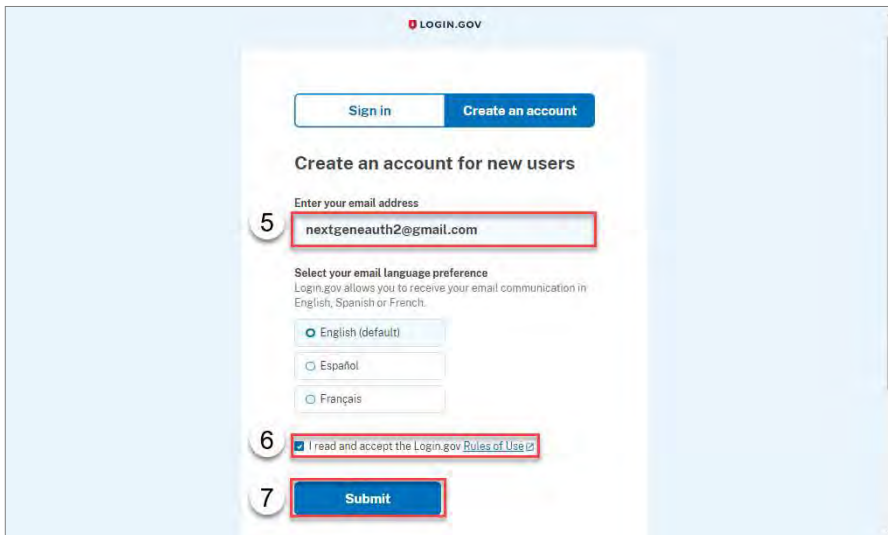 LOGIN.GOV
Sign in Create an account
Create an account for new users
Enter your email address
5 nextgeneauth2@gmail.com
Select your email language preference
Login.gov allows you to receive your email communication in
English, Spanish or French.
English (default)
Español
Français
6 I read and accept the Login.gov Rules of Use
7 Submit